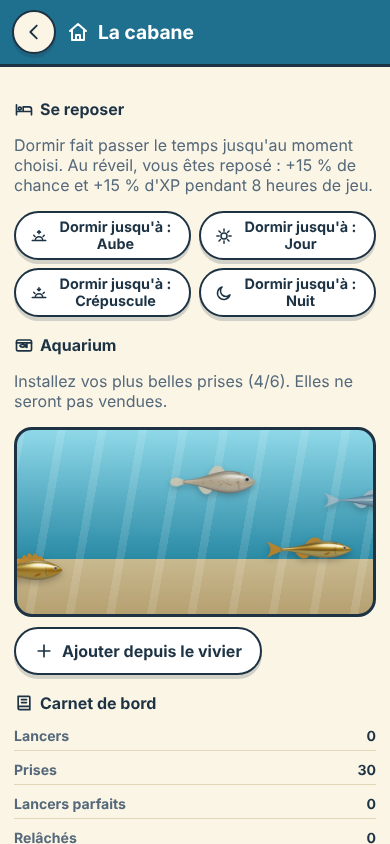 La cabane
Se reposer
Dormir fait passer le temps jusqu'au moment
choisi. Au réveil, vous êtes reposé : +15 % de
chance et +15 % d'XP pendant 8 heures de jeu.
Dormir jusqu'à :
Aube
Dormir jusqu'à :
Jour
Dormir jusqu'à :
Crépuscule
Dormir jusqu'à :
Nuit
Aquarium
Installez vos plus belles prises (4/6). Elles ne
seront pas vendues.
Ajouter depuis le vivier
Carnet de bord
Lancers 0
Prises 30
Lancers parfaits 0
Relâchés 0